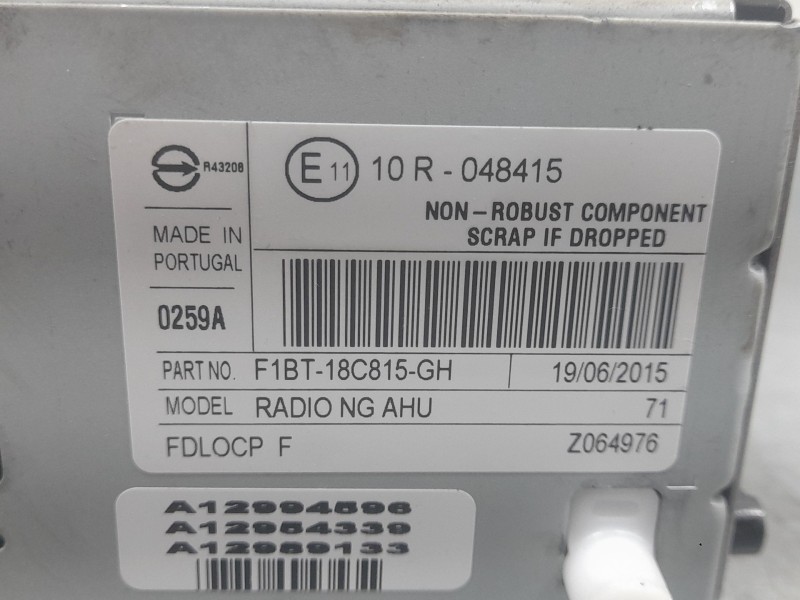 R43208
E 11 10 R - 048415
NON-ROBUST COMPONENT
SCRAP IF DROPPED
MADE IN
PORTUGAL
0259A
PART NO. F1BT-18C815-GH 19/06/2015
MODEL RADIO NG AHU 71
FDLOCP F Z064976
A12994596
A12954339
A12989133